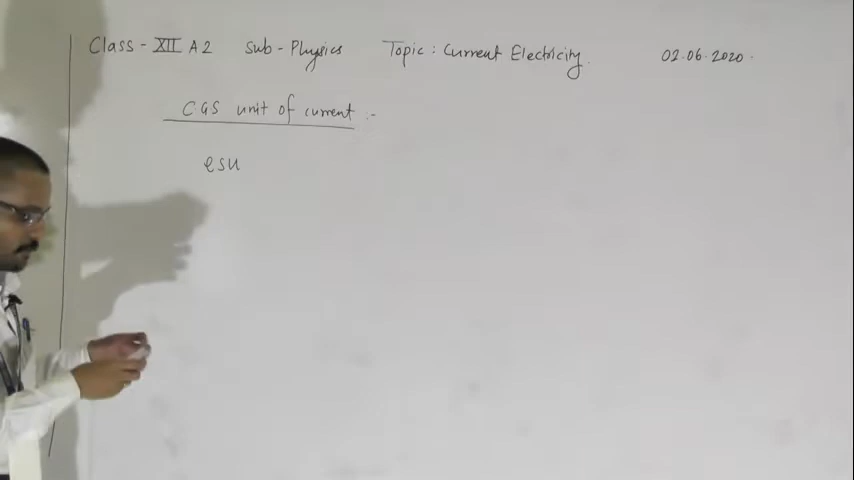 Class - XII A2 Sub - Physics Topic : Current Electricity. 02.06.2020.
CGS unit of current :-
esu